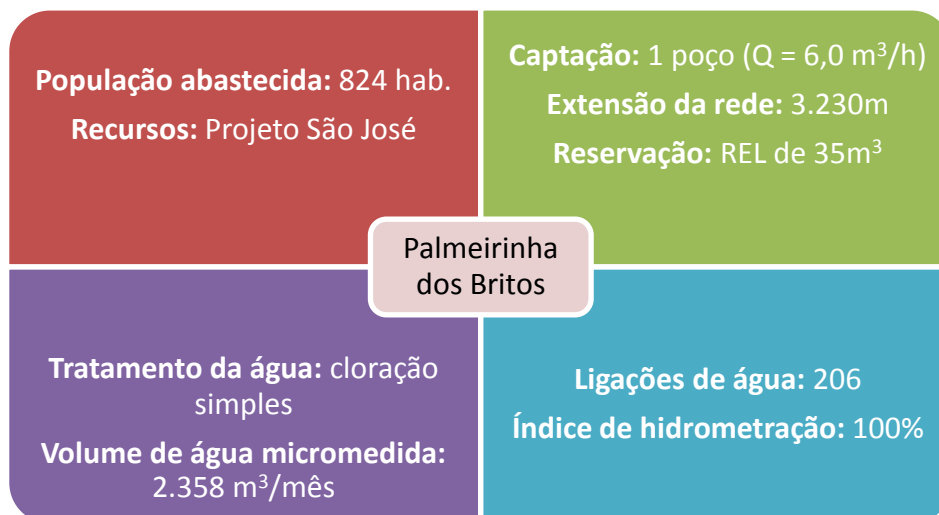 População abastecida: 824 hab.
Recursos: Projeto São José
Captação: 1 poço (Q = 6,0 m³/h)
Extensão da rede: 3.230m
Reservação: REL de 35m³
Palmeirinha
dos Britos
Tratamento da água: cloração
simples
Volume de água micromedida:
2.358 m³/mês
Ligações de água: 206
Índice de hidrometração: 100%